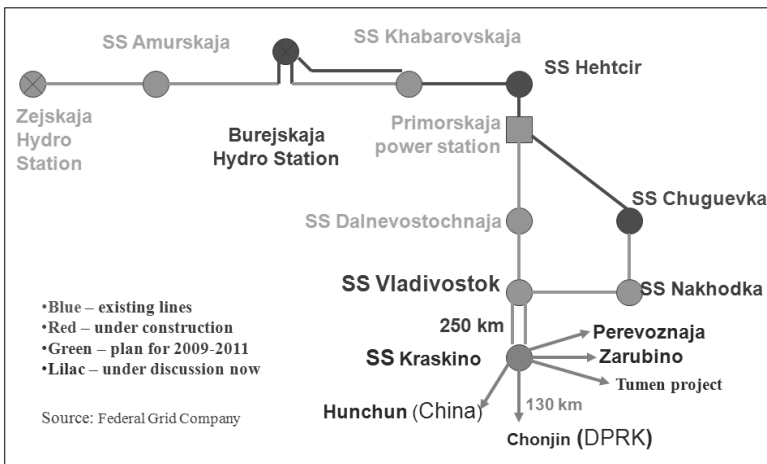 SS Amurskaja
SS Khabarovskaja
SS Hehtcir
Zejskaja
Hydro
Station
Burejskaja
Hydro Station
Primorskaja
power station
SS Chuguevka
SS Dalnevostochnaja
SS Vladivostok
SS Nakhodka
•Blue – existing lines
•Red – under construction
•Green – plan for 2009-2011
•Lilac – under discussion now
250 km
Perevoznaja
SS Kraskino
Zarubino
Tumen project
Hunchun (China)
130 km
Source: Federal Grid Company
Chonjin (DPRK)